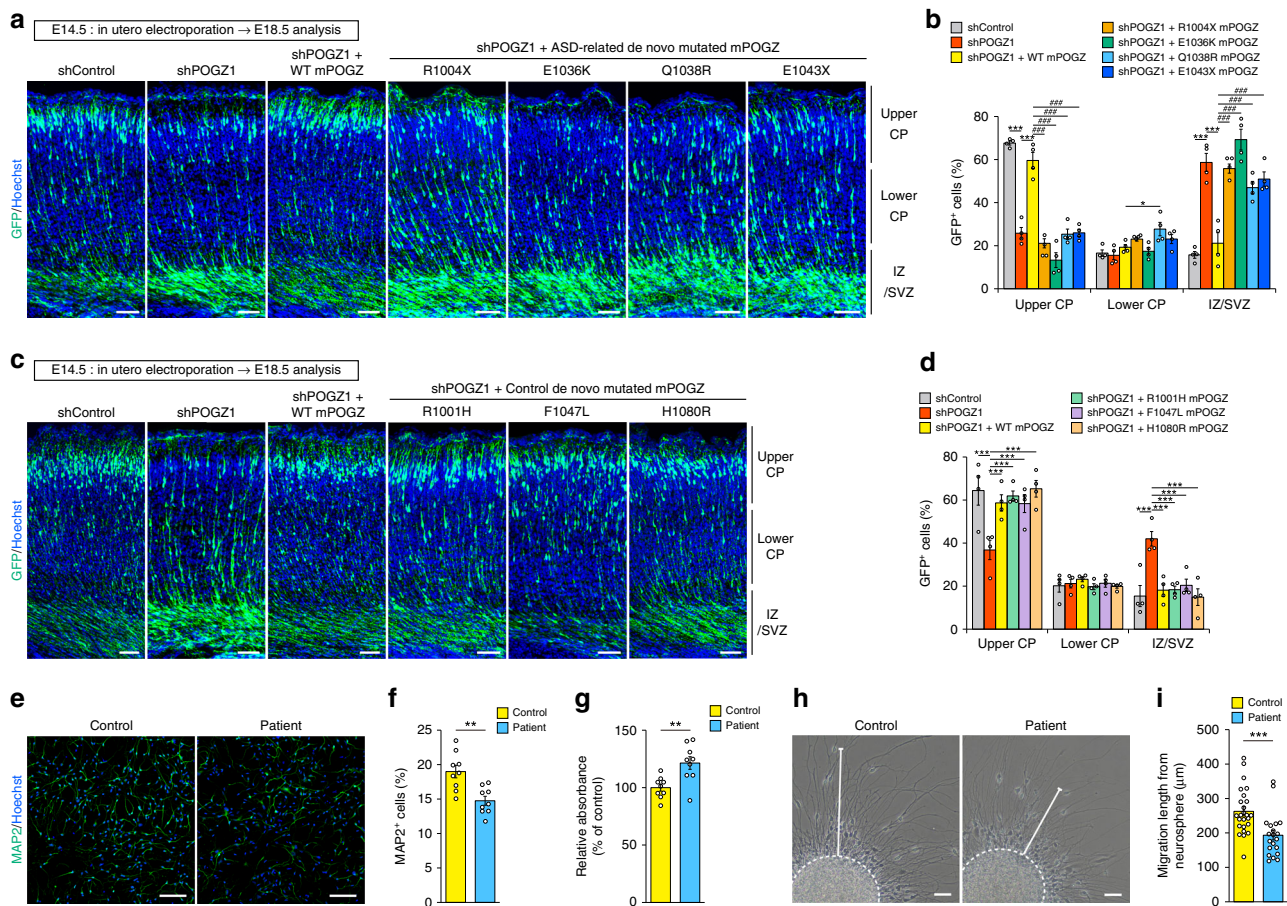 a
E14.5 : in utero electroporation → E18.5 analysis
shControl
shPOGZ1
shPOGZ1 +
WT mPOGZ
shPOGZ1 + ASD-related de novo mutated mPOGZ
R1004X
E1036K
Q1038R
E1043X
GFP/Hoechst
Upper
CP
Lower
CP
IZ
/SVZ
b
shControl
shPOGZ1
shPOGZ1 + WT mPOGZ
shPOGZ1 + R1004X mPOGZ
shPOGZ1 + E1036K mPOGZ
shPOGZ1 + Q1038R mPOGZ
shPOGZ1 + E1043X mPOGZ
GFP+ cells (%)
80
60
40
20
0
***
***
###
###
###
###
*
***
***
###
###
###
###
Upper CP
Lower CP
IZ/SVZ
c
E14.5 : in utero electroporation → E18.5 analysis
shControl
shPOGZ1
shPOGZ1 +
WT mPOGZ
shPOGZ1 + Control de novo mutated mPOGZ
R1001H
F1047L
H1080R
GFP/Hoechst
Upper
CP
Lower
CP
IZ
/SVZ
d
shControl
shPOGZ1
shPOGZ1 + WT mPOGZ
shPOGZ1 + R1001H mPOGZ
shPOGZ1 + F1047L mPOGZ
shPOGZ1 + H1080R mPOGZ
GFP+ cells (%)
80
60
40
20
0
***
***
***
***
***
***
***
***
***
***
Upper CP
Lower CP
IZ/SVZ
e
Control
Patient
MAP2/Hoechst
f
Control
Patient
MAP2+ cells (%)
25
20
15
10
5
0
**
g
Control
Patient
Relative absorbance
(% of control)
150
100
50
0
**
h
Control
Patient
i
Control
Patient
Migration length from
neurosphere (μm)
500
400
300
200
100
0
***